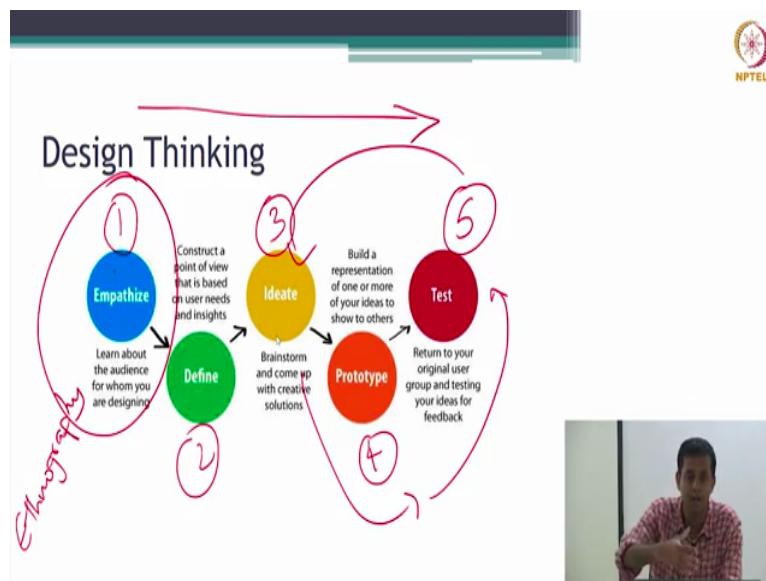 NPTEL
Design Thinking
1
Empathize
Learn about
the audience
for whom you
are designing
Ethnography
Construct a
point of view
that is based
on user needs
and insights
Define
2
3
Ideate
Brainstorm
and come up
with creative
solutions
Build a
representation
of one or more
of your ideas to
show to others
Prototype
4
5
Test
Return to your
original user
group and testing
your ideas for
feedback